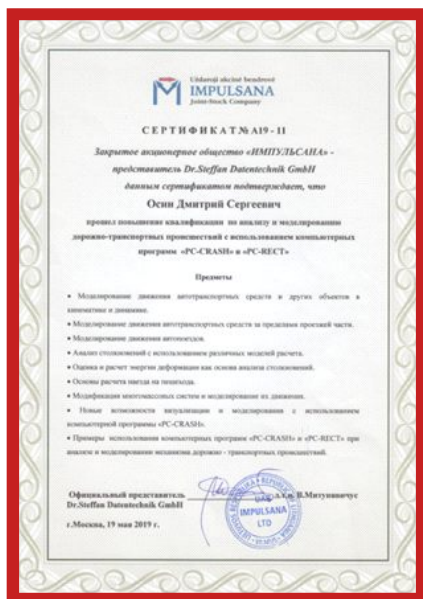 Uždaroji akcinė bendrovė
IMPULSANA
Joint-Stock Company
СЕРТИФИКАТ № А19 - 11
Закрытое акционерное общество «ИМПУЛЬСАНА» -
представитель Dr.Steffan Datentechnik GmbH
данным сертификатом подтверждает, что
Осин Дмитрий Сергеевич
прошел повышение квалификации по анализу и моделированию
дорожно-транспортных происшествий с использованием компьютерных
программ «PC-CRASH» и «PC-RECT»
Предметы
• Моделирование движения автотранспортных средств и других объектов в
кинематике и динамике.
• Моделирование движения автотранспортных средств за пределами проезжей части.
• Моделирование движения автопоездов.
• Анализ столкновений с использованием различных моделей расчета.
• Оценка и расчет энергии деформации как основа анализа столкновений.
• Основы расчета наезда на пешехода.
• Модификация многомассовых систем и моделирование их движения.
• Новые возможности визуализации и моделирования с использованием
компьютерной программы «PC-CRASH».
• Примеры использования компьютерных программ «PC-CRASH» и «PC-RECT» при
анализе и моделировании механизма дорожно - транспортных происшествий.
Официальный представитель д.т.н. В.Митуневичус
Dr.Steffan Datentechnik GmbH
г.Москва, 19 мая 2019 г.
UAB
IMPULSANA
LTD